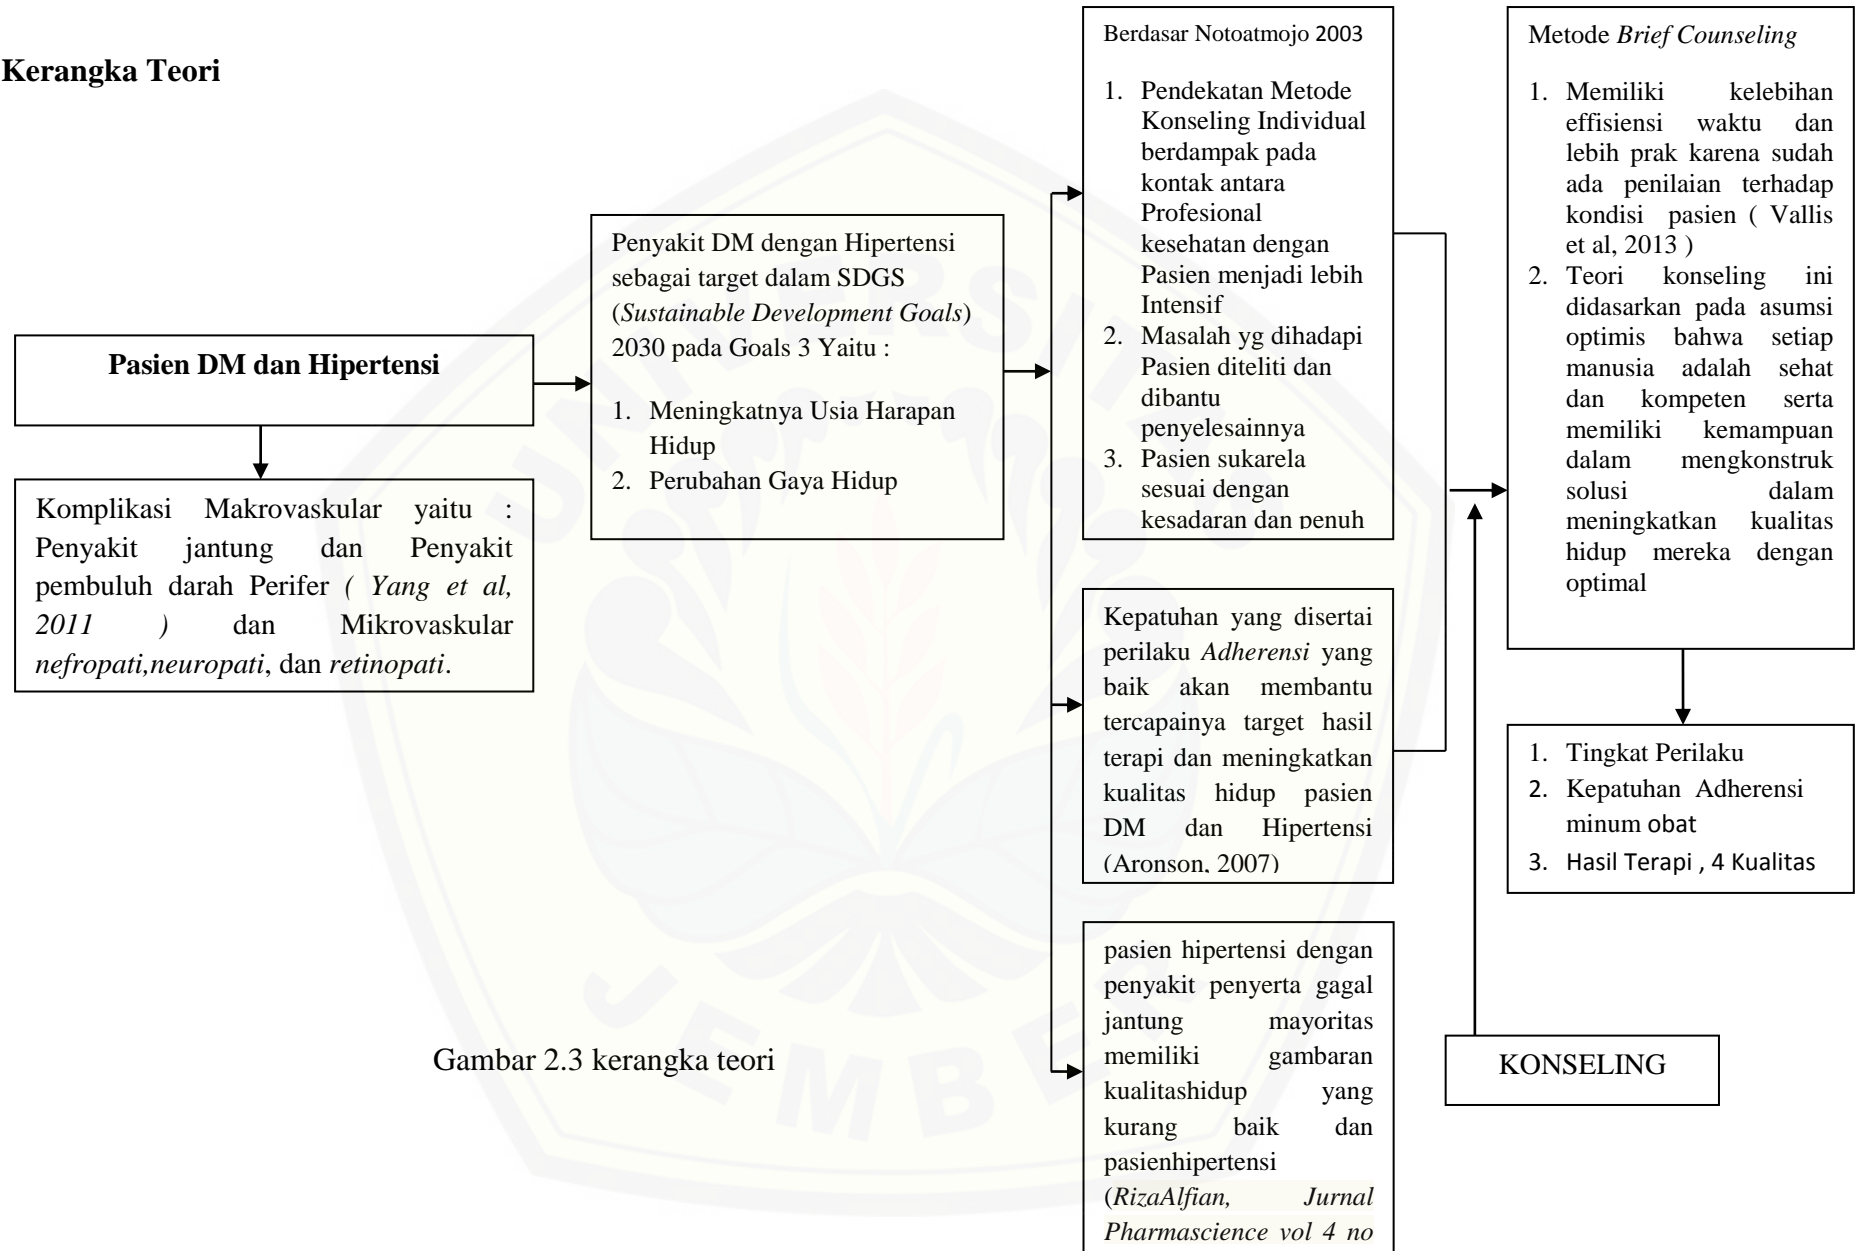 Kerangka Teori
Pasien DM dan Hipertensi
Komplikasi Makrovaskular yaitu :
Penyakit jantung dan Penyakit
pembuluh darah Perifer ( Yang et al,
2011 ) dan Mikrovaskular
nefropati,neuropati, dan retinopati.
Penyakit DM dengan Hipertensi
sebagai target dalam SDGS
(Sustainable Development Goals)
2030 pada Goals 3 Yaitu :
1. Meningkatnya Usia Harapan
Hidup
2. Perubahan Gaya Hidup
Berdasar Notoatmojo 2003
1. Pendekatan Metode
Konseling Individual
berdampak pada
kontak antara
Profesional
kesehatan dengan
Pasien menjadi lebih
Intensif
2. Masalah yg dihadapi
Pasien diteliti dan
dibantu
penyelesainnya
3. Pasien sukarela
sesuai dengan
kesadaran dan penuh
Kepatuhan yang disertai
perilaku Adherensi yang
baik akan membantu
tercapainya target hasil
terapi dan meningkatkan
kualitas hidup pasien
DM dan Hipertensi
(Aronson, 2007)
pasien hipertensi dengan
penyakit penyerta gagal
jantung mayoritas
memiliki gambaran
kualitashidup yang
kurang baik dan
pasienhipertensi
(RizaAlfian, Jurnal
Pharmascience vol 4 no
Metode Brief Counseling
1. Memiliki kelebihan
effisiensi waktu dan
lebih prak karena sudah
ada penilaian terhadap
kondisi pasien ( Vallis
et al, 2013 )
2. Teori konseling ini
didasarkan pada asumsi
optimis bahwa setiap
manusia adalah sehat
dan kompeten serta
memiliki kemampuan
dalam mengkonstruk
solusi dalam
meningkatkan kualitas
hidup mereka dengan
optimal
1. Tingkat Perilaku
2. Kepatuhan Adherensi
minum obat
3. Hasil Terapi , 4 Kualitas
KONSELING
Gambar 2.3 kerangka teori
UNIVERSITAS
JEMBER